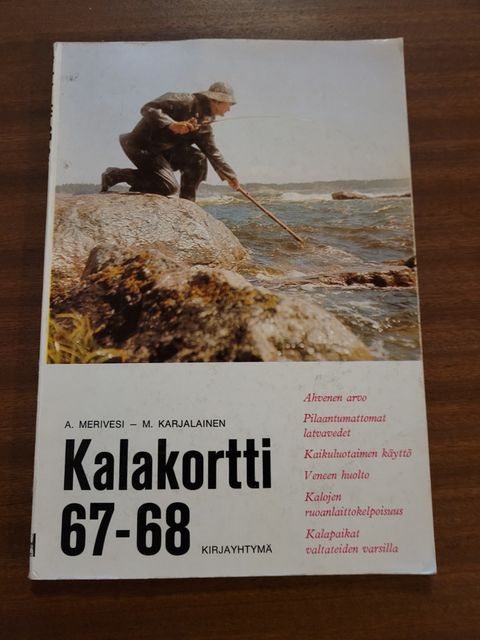 A. MERIVESI – M. KARJALAINEN
Kalakortti
67-68
KIRJAYHTYMÄ
Ahvenen arvo
Pilaantumattomat
latvavedet
Kaikuluotaimen käyttö
Veneen huolto
Kalojen
ruoanlaittokelpoisuus
Kalapaikat
valtateiden varsilla